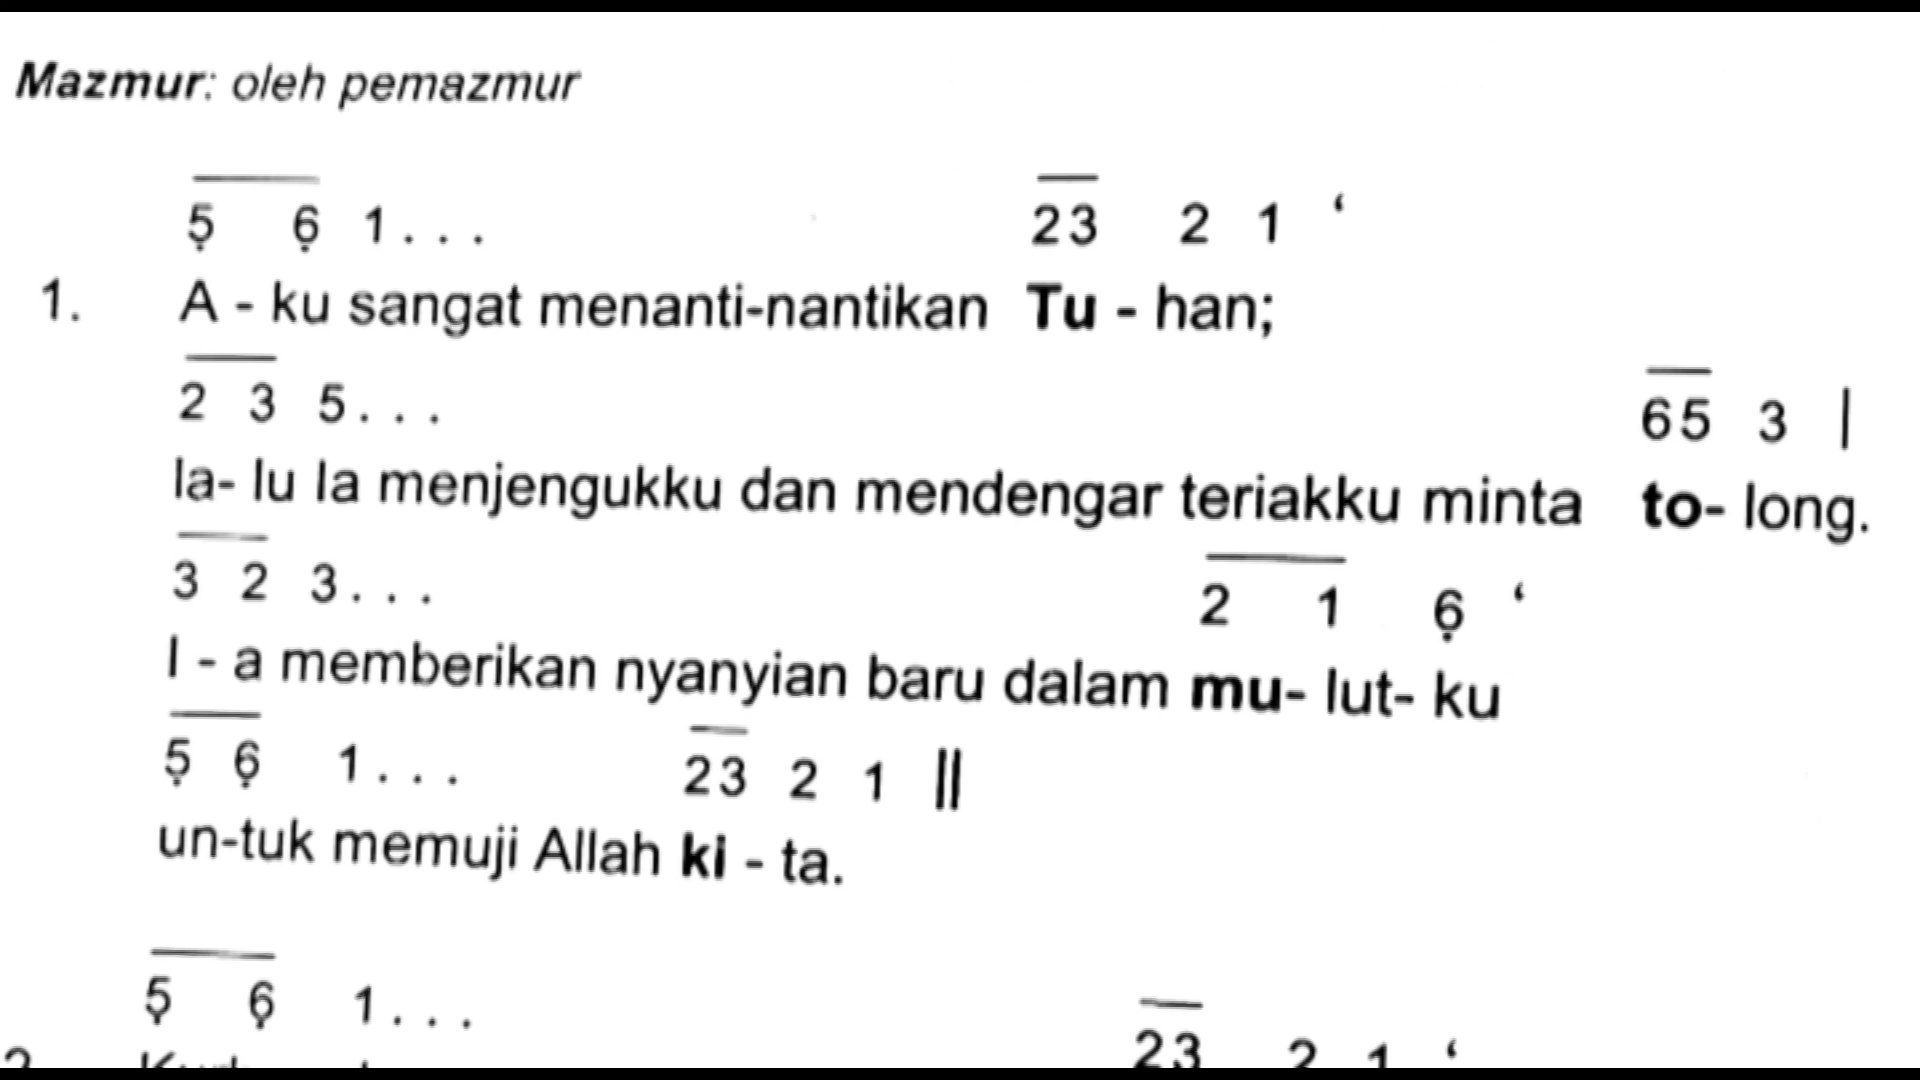 Mazmur: oleh pemazmur
5̣ 6̣ 1 . . . 23 2 1 ‘
1. A - ku sangat menanti-nantikan Tu - han;
2 3 5 . . . 65 3 |
la- lu Ia menjengukku dan mendengar teriakku minta to- long.
3 2 3 . . . 2 1 6̣ ‘
I - a memberikan nyanyian baru dalam mu- lut- ku
5̣ 6̣ 1 . . . 23 2 1 ||
un-tuk memuji Allah ki - ta.
5̣ 6̣ 1 . . . 23 2 1 ‘